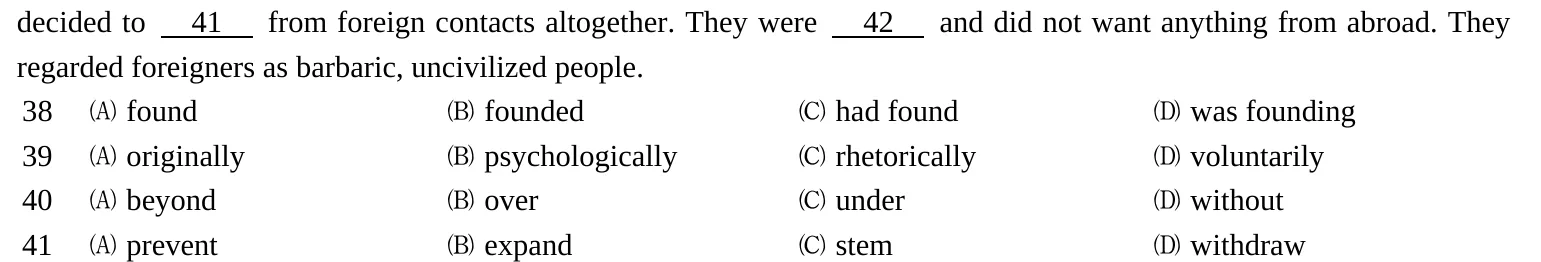 decided to 41 from foreign contacts altogether. They were 42 and did not want anything from abroad. They
regarded foreigners as barbaric, uncivilized people.
38 (A) found (B) founded (C) had found (D) was founding
39 (A) originally (B) psychologically (C) rhetorically (D) voluntarily
40 (A) beyond (B) over (C) under (D) without
41 (A) prevent (B) expand (C) stem (D) withdraw